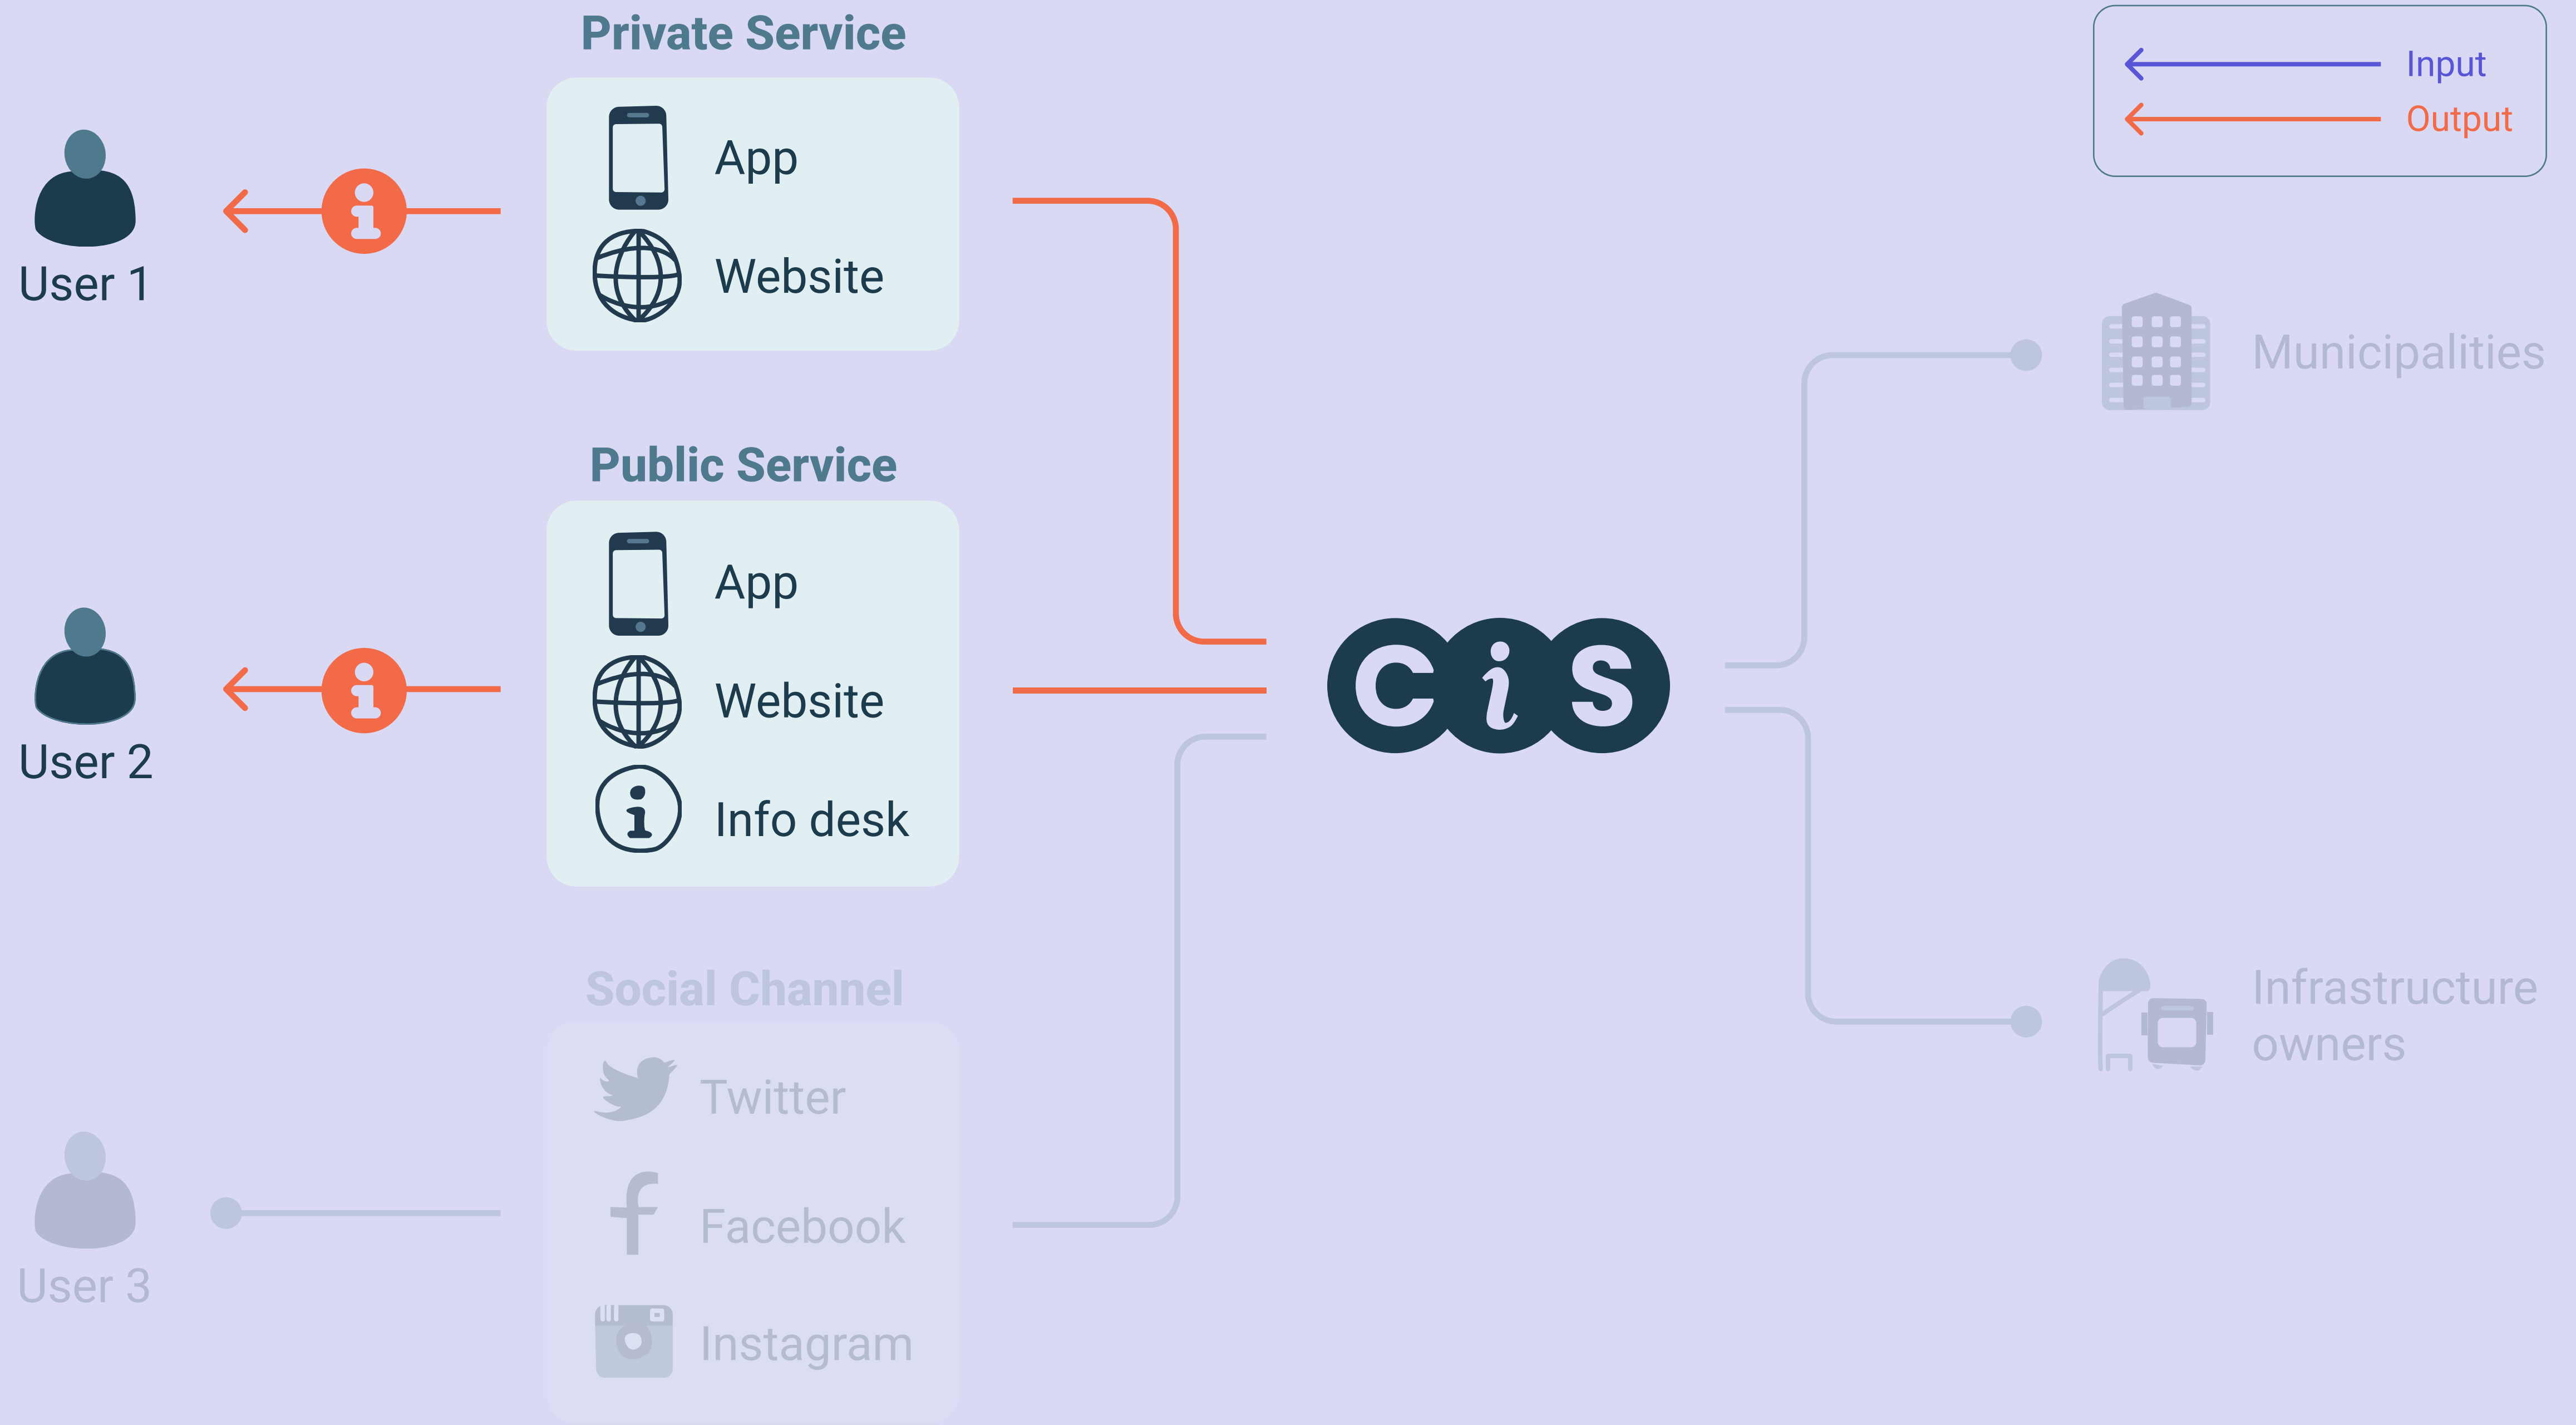 Private Service
App
Website
User 1
Public Service
App
Website
Info desk
User 2
Social Channel
Twitter
Facebook
Instagram
User 3
CiS
Input
Output
Municipalities
Infrastructure
owners